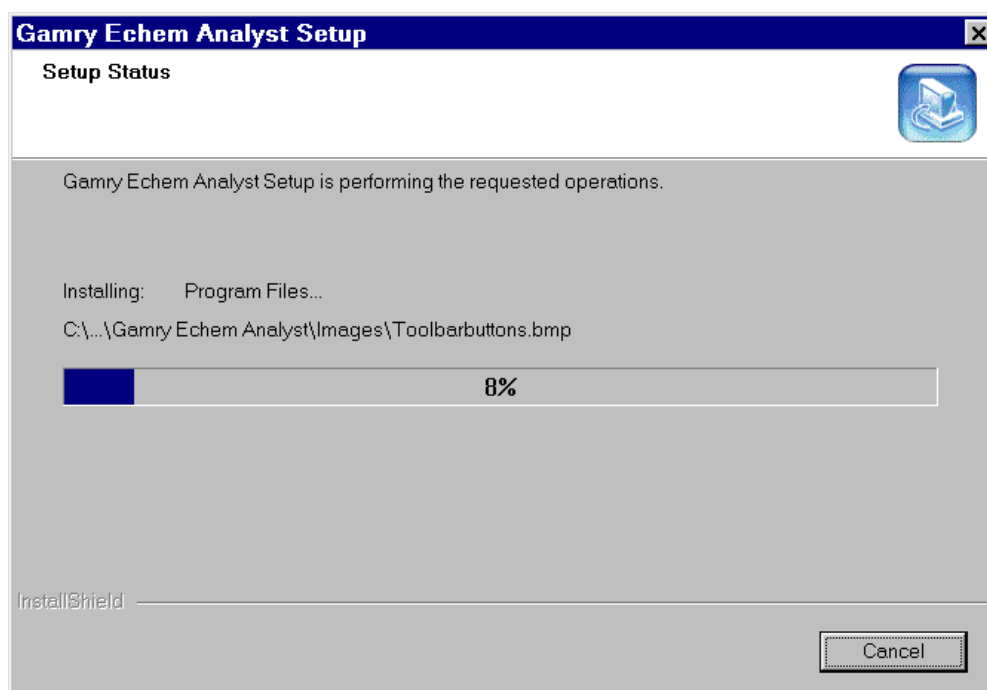 Gamry Echem Analyst Setup
Setup Status
Gamry Echem Analyst Setup is performing the requested operations.
Installing: Program Files...
C:\...\Gamry Echem Analyst\Images\Toolbarbuttons.bmp
8%
InstallShield
Cancel